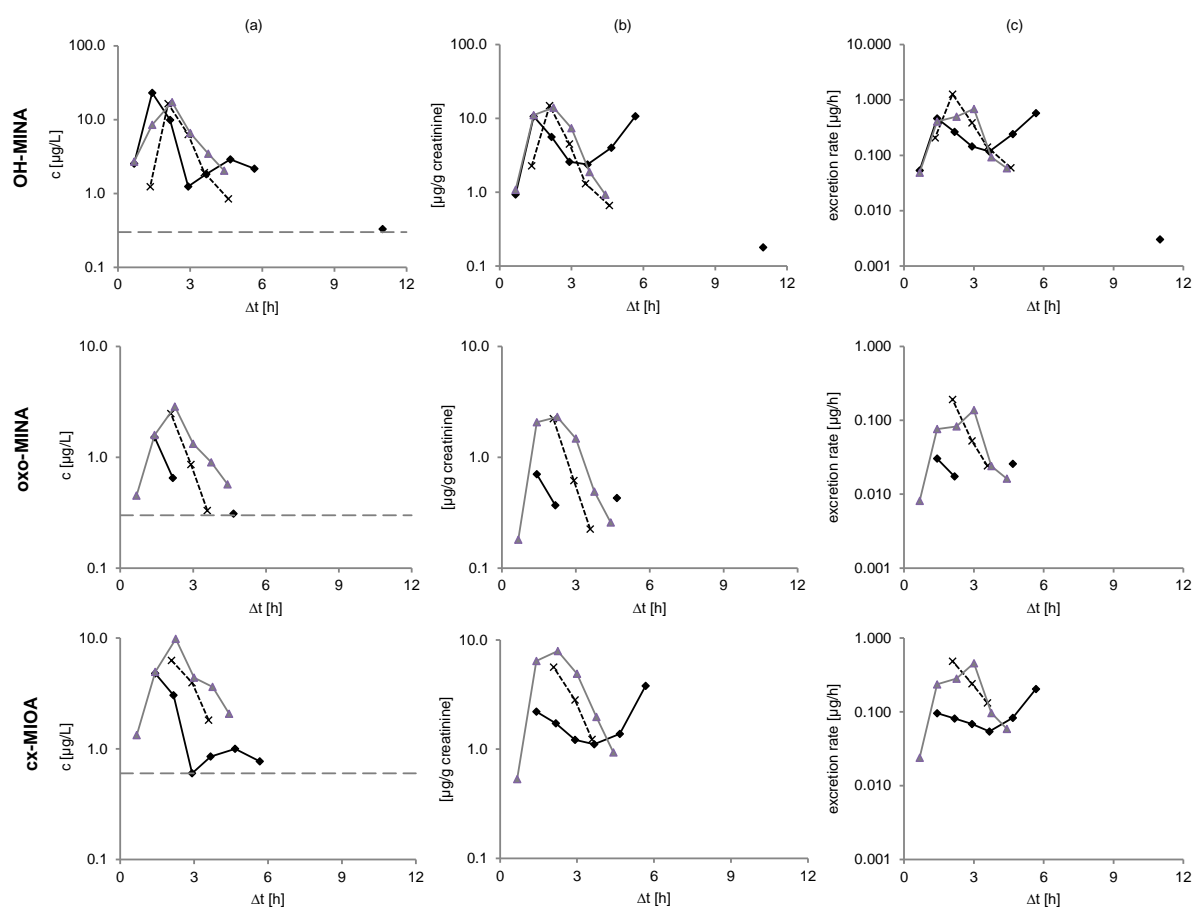 (a)
(b)
(c)
OH-MINA
c [µg/L]
100.0
10.0
1.0
0.1
0 3 6 9 12
Δt [h]
[µg/g creatinine]
100.0
10.0
1.0
0.1
0 3 6 9 12
Δt [h]
excretion rate [µg/h]
10.000
1.000
0.100
0.010
0.001
0 3 6 9 12
Δt [h]
oxo-MINA
c [µg/L]
10.0
1.0
0.1
0 3 6 9 12
Δt [h]
[µg/g creatinine]
10.0
1.0
0.1
0 3 6 9 12
Δt [h]
excretion rate [µg/h]
1.000
0.100
0.010
0.001
0 3 6 9 12
Δt [h]
cx-MIOA
c [µg/L]
10.0
1.0
0.1
0 3 6 9 12
Δt [h]
[µg/g creatinine]
10.0
1.0
0.1
0 3 6 9 12
Δt [h]
excretion rate [µg/h]
1.000
0.100
0.010
0.001
0 3 6 9 12
Δt [h]